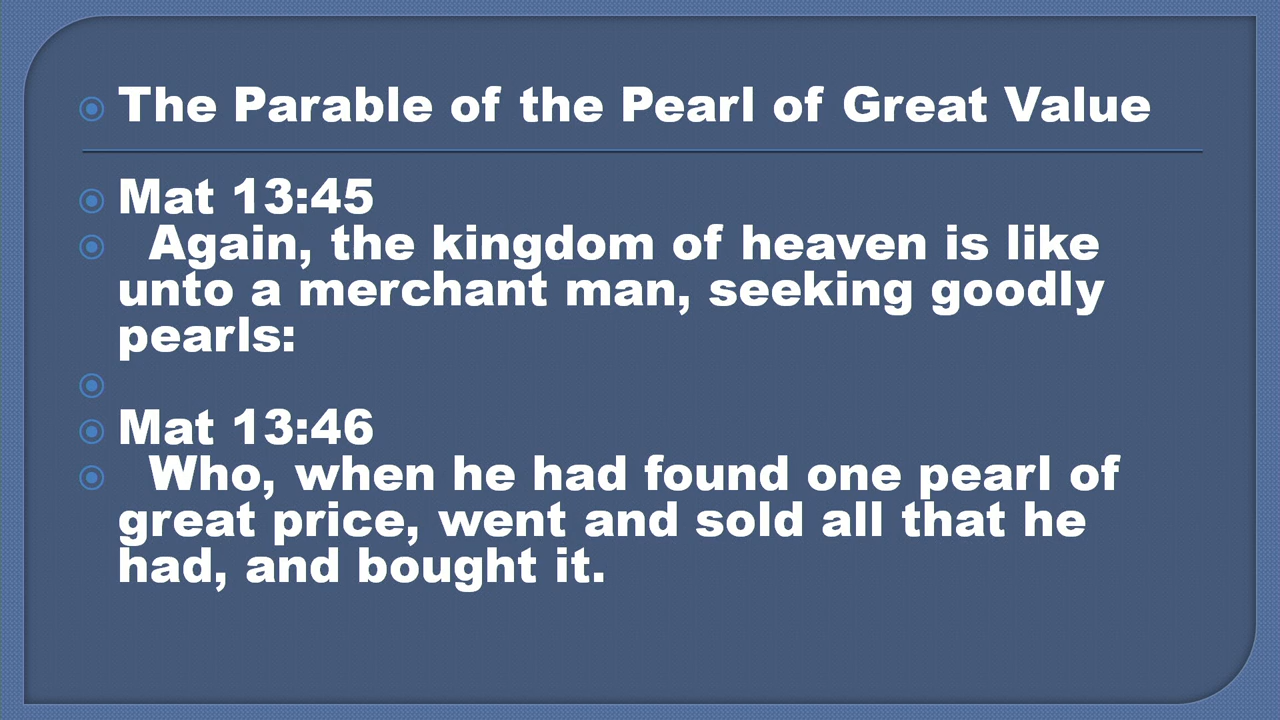 The Parable of the Pearl of Great Value
Mat 13:45
Again, the kingdom of heaven is like
unto a merchant man, seeking goodly
pearls:
Mat 13:46
Who, when he had found one pearl of
great price, went and sold all that he
had, and bought it.